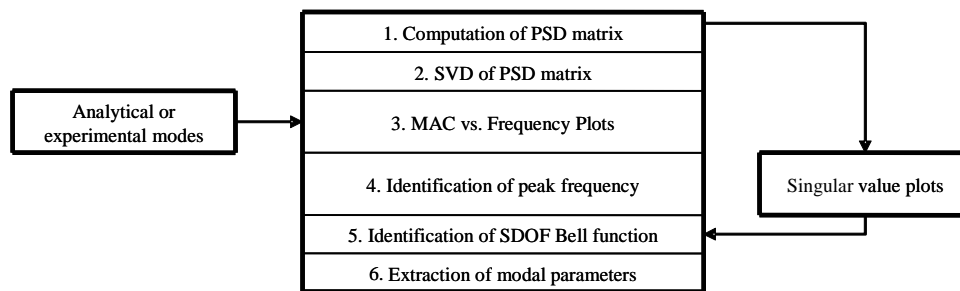 1. Computation of PSD matrix
2. SVD of PSD matrix
Analytical or
experimental modes
3. MAC vs. Frequency Plots
4. Identification of peak frequency
Singular value plots
5. Identification of SDOF Bell function
6. Extraction of modal parameters